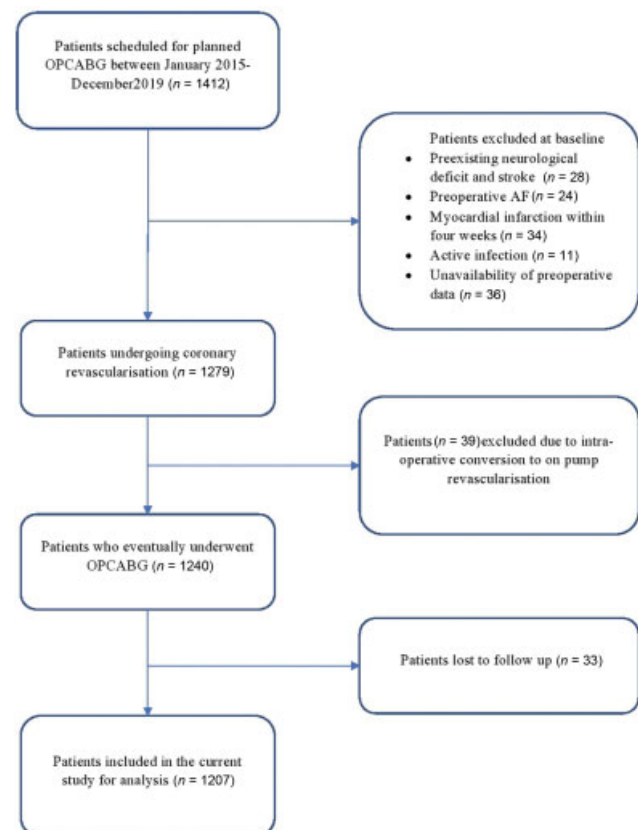 Patients scheduled for planned
OPCABG between January 2015-
December2019 (n = 1412)
Patients excluded at baseline
• Preexisting neurological
deficit and stroke (n = 28)
• Preoperative AF (n = 24)
• Myocardial infarction within
four weeks (n = 34)
• Active infection (n = 11)
• Unavailability of preoperative
data (n = 36)
Patients undergoing coronary
revascularisation (n = 1279)
Patients (n = 39)excluded due to intra-
operative conversion to on pump
revascularisation
Patients who eventually underwent
OPCABG (n = 1240)
Patients lost to follow up (n = 33)
Patients included in the current
study for analysis (n = 1207)